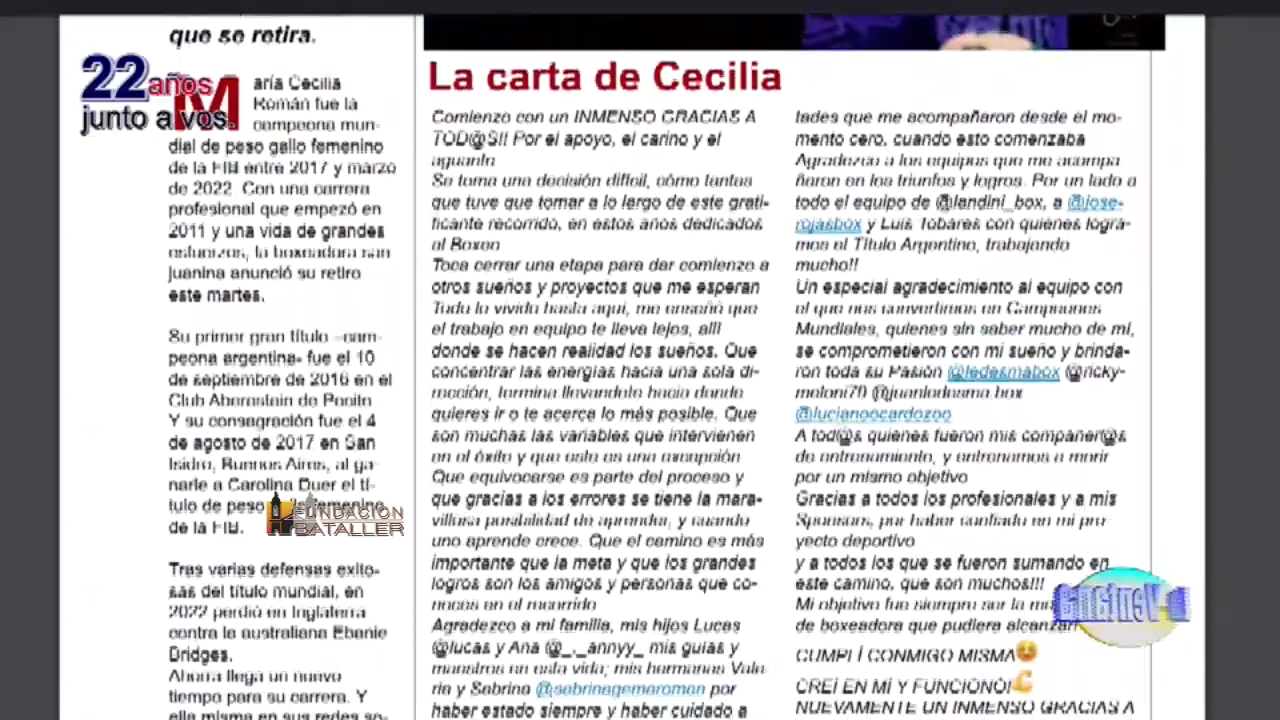 que se retira.
22 años
junto a vos.
María Cecilia
Román fue la
campeona mun-
dial de peso gallo femenino
de la FIB entre 2017 y marzo
de 2022. Con una carrera
profesional que empezó en
2011 y una vida de grandes
esfuerzos, la boxeadora san
juanina anunció su retiro
este martes.
Su primer gran título –cam-
peona argentina- fue el 10
de septiembre de 2016 en el
Club Aberastain de Pocito
Y su consagración fue el 4
de agosto de 2017 en San
Isidro, Buenos Aires, al ga-
narle a Carolina Duer el tí-
tulo de peso femenino
de la FIB.
FUNDACION
BATALLER
Tras varias defensas exito-
sas del título mundial, en
2022 perdió en Inglaterra
contra la australiana Ebanie
Bridges.
Ahora llega un nuevo
tiempo para su carrera. Y
ella misma en sus redes so-
La carta de Cecilia
Comienzo con un INMENSO GRACIAS A
TOD@S!! Por el apoyo, el carino y el
aguante
Se toma una decisión difícil, cómo tantas
que tuve que tomar a lo largo de este grati-
ficante recorrido, en estos años dedicados
al Boxeo
Toca cerrar una etapa para dar comienzo a
otros sueños y proyectos que me esperan
Todo lo vivido hasta aquí, me enseñó que
el trabajo en equipo te lleva lejos, allí
donde se hacen realidad los sueños. Que
concentrar las energías hacia una sola di-
rección, termina llevandote hacia donde
quieres ir o te acerca lo más posible. Que
son muchas las variables que intervienen
en el éxito y que este es una excepción
Que equivocarse es parte del proceso y
que gracias a los errores se tiene la mara-
villosa posibilidad de aprender, y cuando
uno aprende crece. Que el camino es más
importante que la meta y que los grandes
logros son los amigos y personas que co-
noces en el recorrido
Agradezco a mi familia, mis hijos Lucas
@lucas y Ana @_._annyy_ mis guías y
maestros en esta vida; mis hermanas Vale
ria y Sabrina @sabrinagemaroman por
haber estado siempre y haber cuidado a
tades que me acompañaron desde el mo-
mento cero, cuando esto comenzaba
Agradezco a los equipos que me acompa
ñaron en los triunfos y logros. Por un lado a
todo el equipo de @landini_box, a @jose-
rojasbox y Luis Tobares con quienes logra-
mos el Título Argentino, trabajando
mucho!!
Un especial agradecimiento al equipo con
el que nos convertimos en Campeones
Mundiales, quienes sin saber mucho de mí,
se comprometieron con mi sueño y brinda-
ron toda su Pasión @ledesmabox @ricky-
meloni79 @juanledesma.box
@lucianoocardozoo
A tod@s quienes fueron mis compañer@s
de entrenamiento, y entrenamos a morir
por un mismo objetivo
Gracias a todos los profesionales y a mis
Sponsors, por haber confiado en mi pro-
yecto deportivo
y a todos los que se fueron sumando en
este camino, que son muchos!!!
Mi objetivo fue siempre ser la
de boxeadora que pudiera alcanzar
CUMPLÍ CONMIGO MISMA😊
CREÍ EN MÍ Y FUNCIONÓ!💪
NUEVAMENTE UN INMENSO GRACIAS A